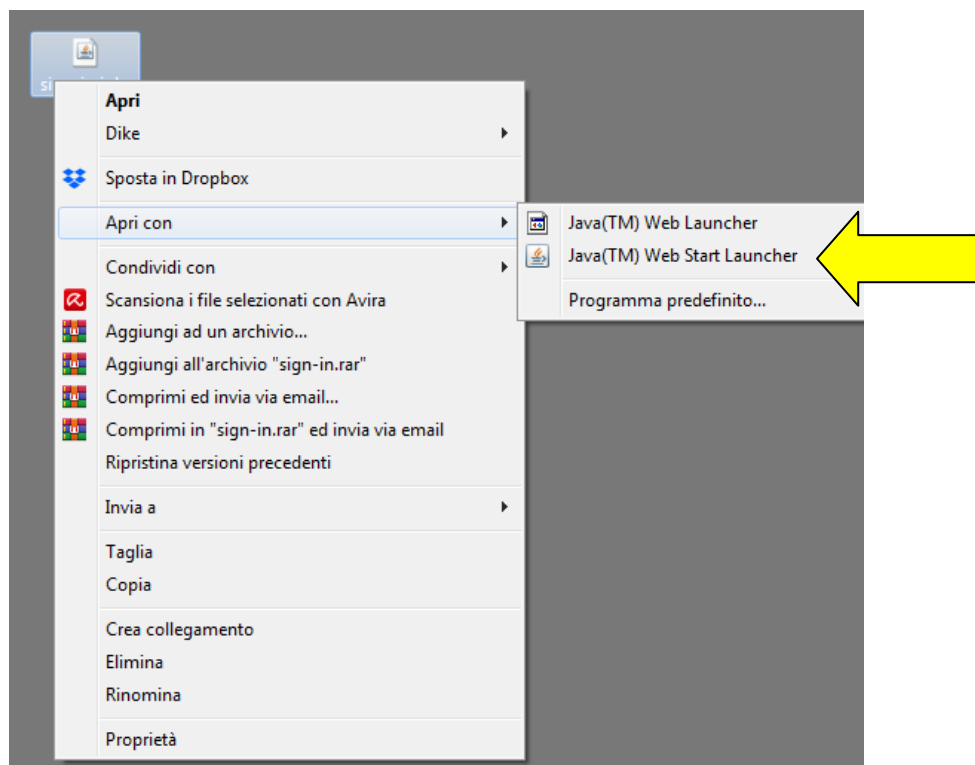 Apri
Dike
Sposta in Dropbox
Apri con
Java(TM) Web Launcher
Java(TM) Web Start Launcher
Programma predefinito...
Condividi con
Scansiona i file selezionati con Avira
Aggiungi ad un archivio...
Aggiungi all'archivio "sign-in.rar"
Comprimi ed invia via email...
Comprimi in "sign-in.rar" ed invia via email
Ripristina versioni precedenti
Invia a
Taglia
Copia
Crea collegamento
Elimina
Rinomina
Proprietà